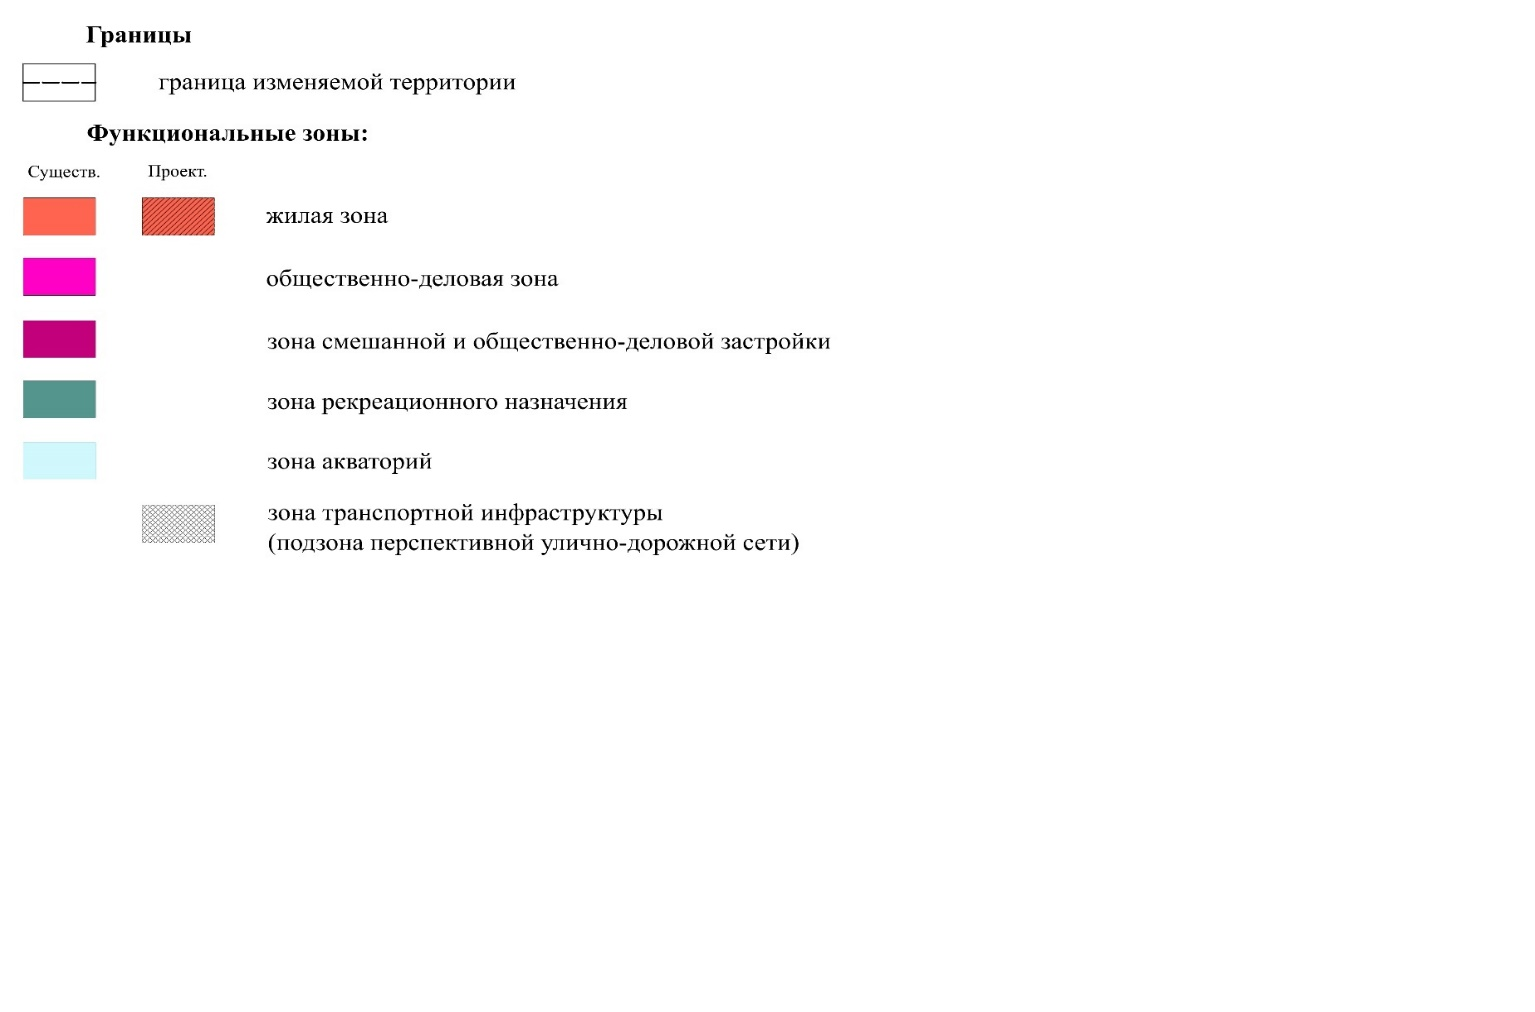 Границы
граница изменяемой территории
Функциональные зоны:
Существ. Проект.
жилая зона
общественно-деловая зона
зона смешанной и общественно-деловой застройки
зона рекреационного назначения
зона акваторий
зона транспортной инфраструктуры
(подзона перспективной улично-дорожной сети)